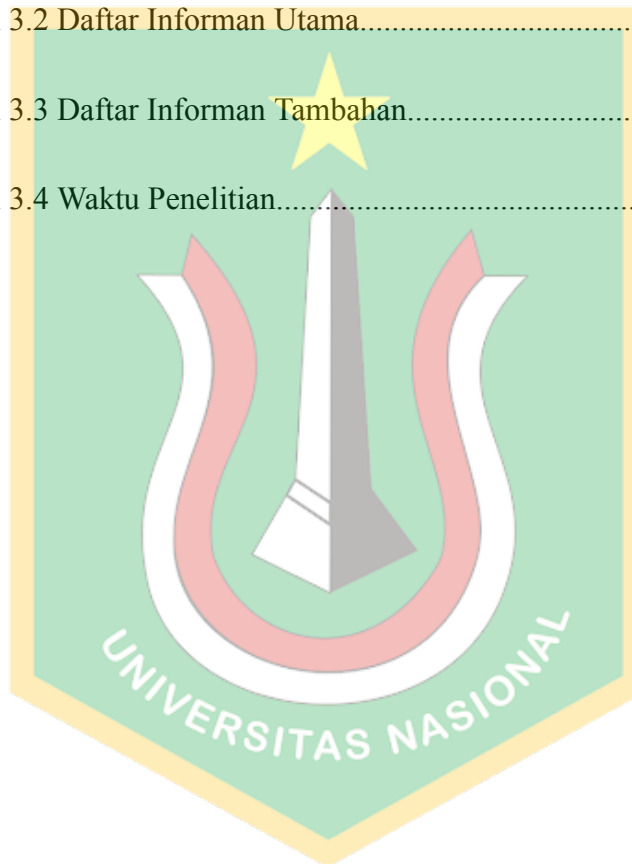 3.2 Daftar Informan Utama....................................
3.3 Daftar Informan Tambahan..............................
3.4 Waktu Penelitian...............................................
UNIVERSITAS NASIONAL